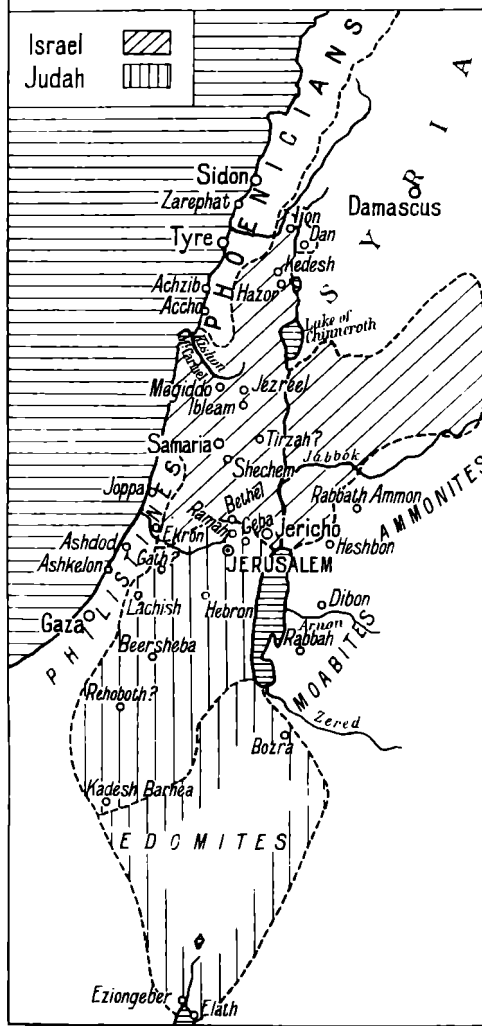 Israel
Judah
PHOENICIANS
SYRIA
Sidon
Zarephat
Damascus
Ijon
Dan
Tyre
Kedesh
Hazor
Achzib
Accho
Lake of
Chinneroth
Kishon
Mt Carmel
Megiddo
Jezreel
Ibleam
Samaria
Tirzah?
Shechem
Jabbok
Joppa
Bethel
Rabbath Ammon
AMMONITES
Ramah
Geba
Jericho
Ekron
Ashdod
Heshbon
Ashkelon
Gath?
JERUSALEM
PHILISTINES
Lachish
Hebron
Dibon
Gaza
Arnon
Beersheba
Rabbah
MOABITES
Rehoboth?
Zered
Bozra
Kadesh Barhea
EDOMITES
Eziongeber
Elath